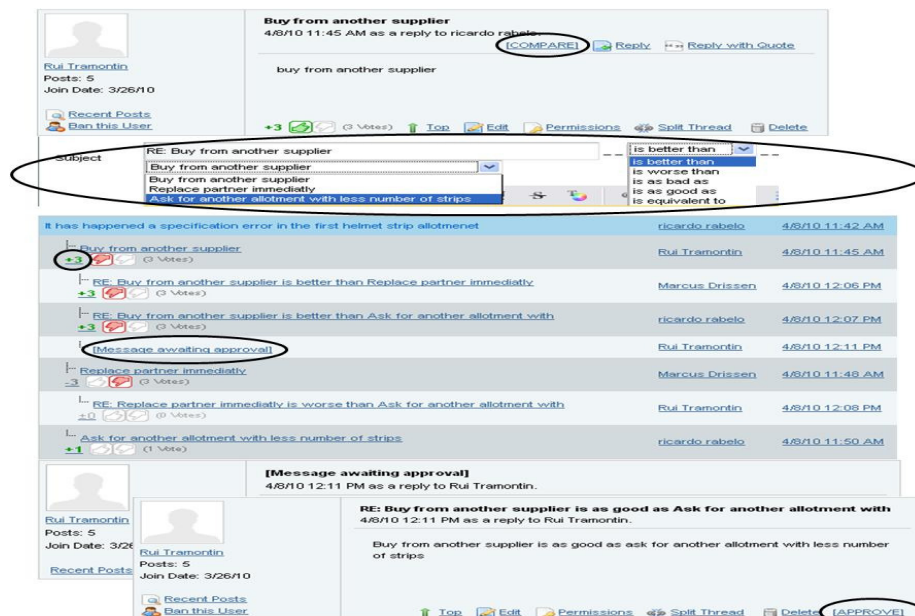 Buy from another supplier
4/8/10 11:45 AM as a reply to ricardo rabelo.
[COMPARE] Reply Reply with Quote
Rui Tramontin
Posts: 5
Join Date: 3/26/10
buy from another supplier
Recent Posts
Ban this User
+3 (3 Votes) Top Edit Permissions Split Thread Delete
Subject
RE: Buy from another supplier
is better than
Buy from another supplier
is better than
Buy from another supplier
is worse than
Replace partner immediatly
is as bad as
Ask for another allotment with less number of strips
is as good as
is equivalent to
It has happened a specification error in the first helmet strip allotmenet ricardo rabelo 4/8/10 11:42 AM
Buy from another supplier Rui Tramontin 4/8/10 11:45 AM
+3 (3 Votes)
RE: Buy from another supplier is better than Replace partner immediatly Marcus Drissen 4/8/10 12:06 PM
+3 (3 Votes)
RE: Buy from another supplier is better than Ask for another allotment with ricardo rabelo 4/8/10 12:07 PM
+3 (3 Votes)
[Message awaiting approval] Rui Tramontin 4/8/10 12:11 PM
Replace partner immediatly Marcus Drissen 4/8/10 11:48 AM
-3 (3 Votes)
RE: Replace partner immediatly is worse than Ask for another allotment with Rui Tramontin 4/8/10 12:08 PM
+0 (0 Votes)
Ask for another allotment with less number of strips ricardo rabelo 4/8/10 11:50 AM
+1 (1 Vote)
[Message awaiting approval]
4/8/10 12:11 PM as a reply to Rui Tramontin.
Rui Tramontin
Posts: 5
Join Date: 3/26
Recent Posts
RE: Buy from another supplier is as good as Ask for another allotment with
4/8/10 12:11 PM as a reply to Rui Tramontin.
Rui Tramontin
Posts: 5
Join Date: 3/26/10
Buy from another supplier is as good as ask for another allotment with less number
of strips
Recent Posts
Ban this User
Top Edit Permissions Split Thread Delete [APPROVE]